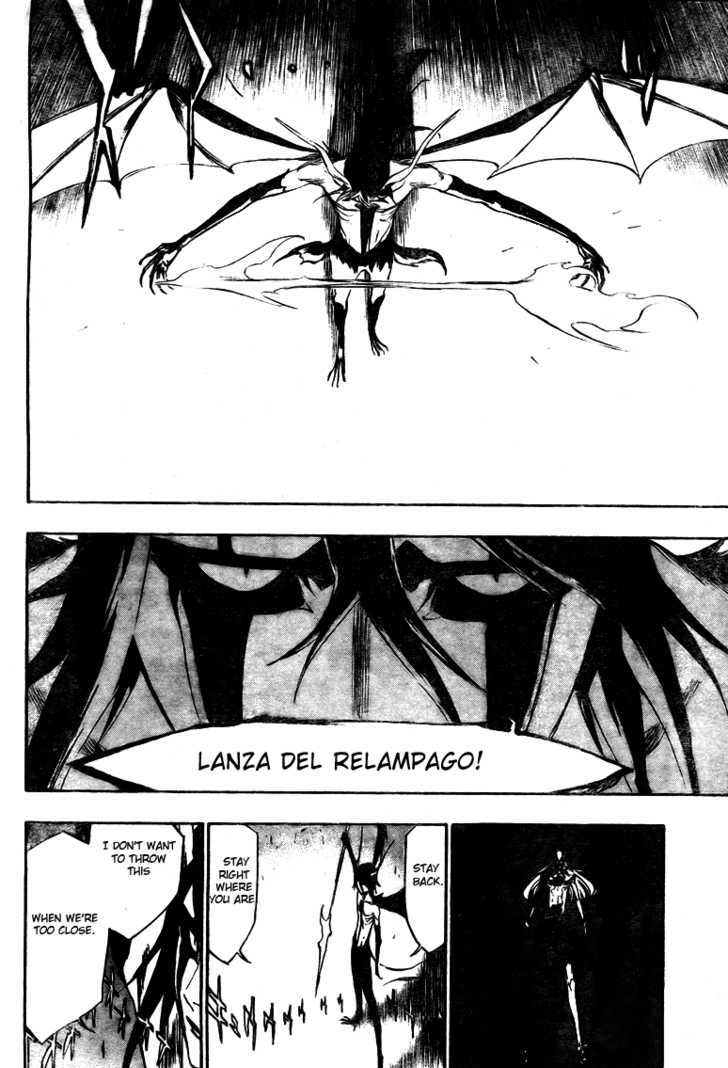 LANZA DEL RELAMPAGO!
STAY
BACK.
STAY
RIGHT
WHERE
YOU ARE.
I DON'T WANT
TO THROW
THIS
WHEN WE'RE
TOO CLOSE.